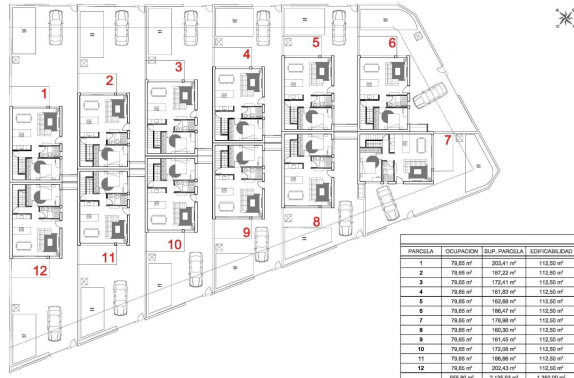 1
2
3
4
5
6
7
8
9
10
11
12
PARCELA OCUPACION SUP. PARCELA EDIFICABILIDAD
1 79,65 m² 203,41 m² 112,50 m²
2 79,65 m² 187,22 m² 112,50 m²
3 79,65 m² 172,41 m² 112,50 m²
4 79,65 m² 161,83 m² 112,50 m²
5 79,65 m² 162,68 m² 112,50 m²
6 79,65 m² 186,47 m² 112,50 m²
7 79,65 m² 178,98 m² 112,50 m²
8 79,65 m² 160,30 m² 112,50 m²
9 79,65 m² 161,45 m² 112,50 m²
10 79,65 m² 172,08 m² 112,50 m²
11 79,65 m² 186,66 m² 112,50 m²
12 79,65 m² 202,43 m² 112,50 m²